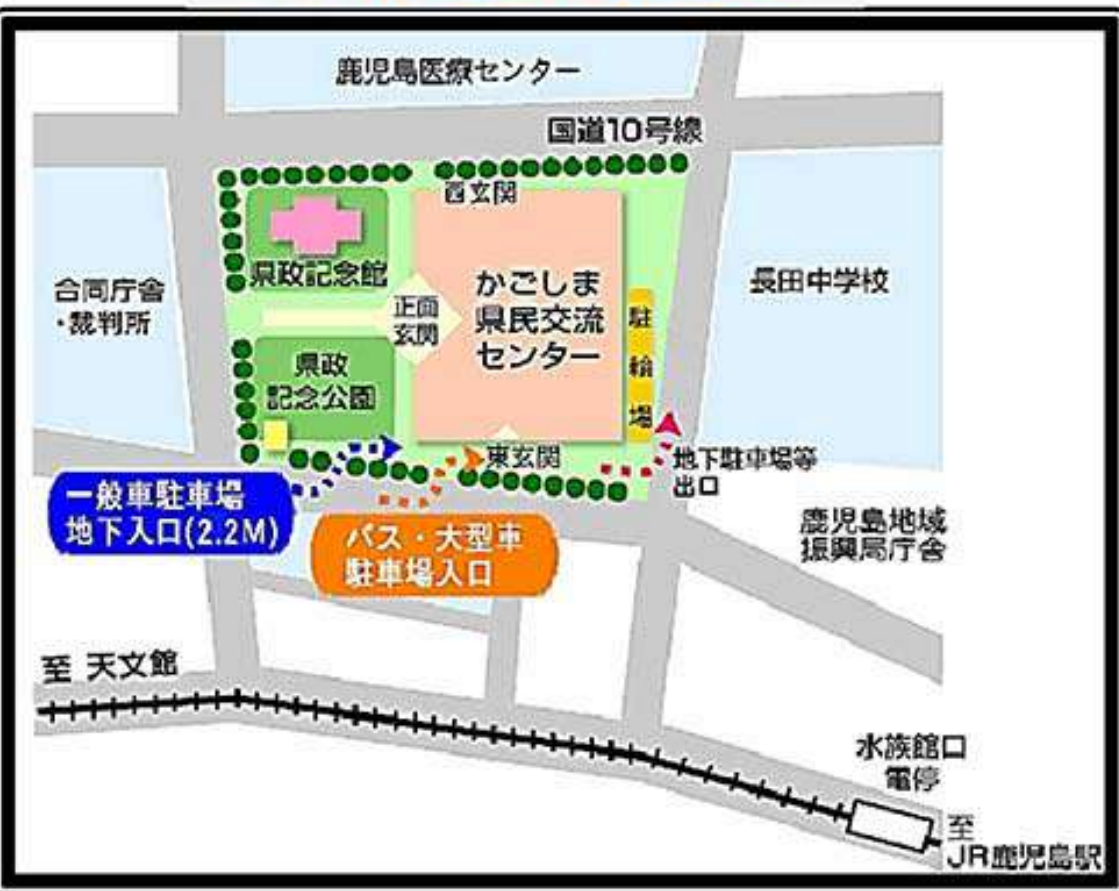 鹿児島医療センター
国道10号線
西玄関
県政記念館
合同庁舎
・裁判所
正面
玄関
かごしま
県民交流
センター
駐
輪
場
長田中学校
県政
記念公園
東玄関
地下駐車場等
出口
一般車駐車場
地下入口(2.2M)
バス・大型車
駐車場入口
鹿児島地域
振興局庁舎
至 天文館
水族館口
電停
至
JR鹿児島駅